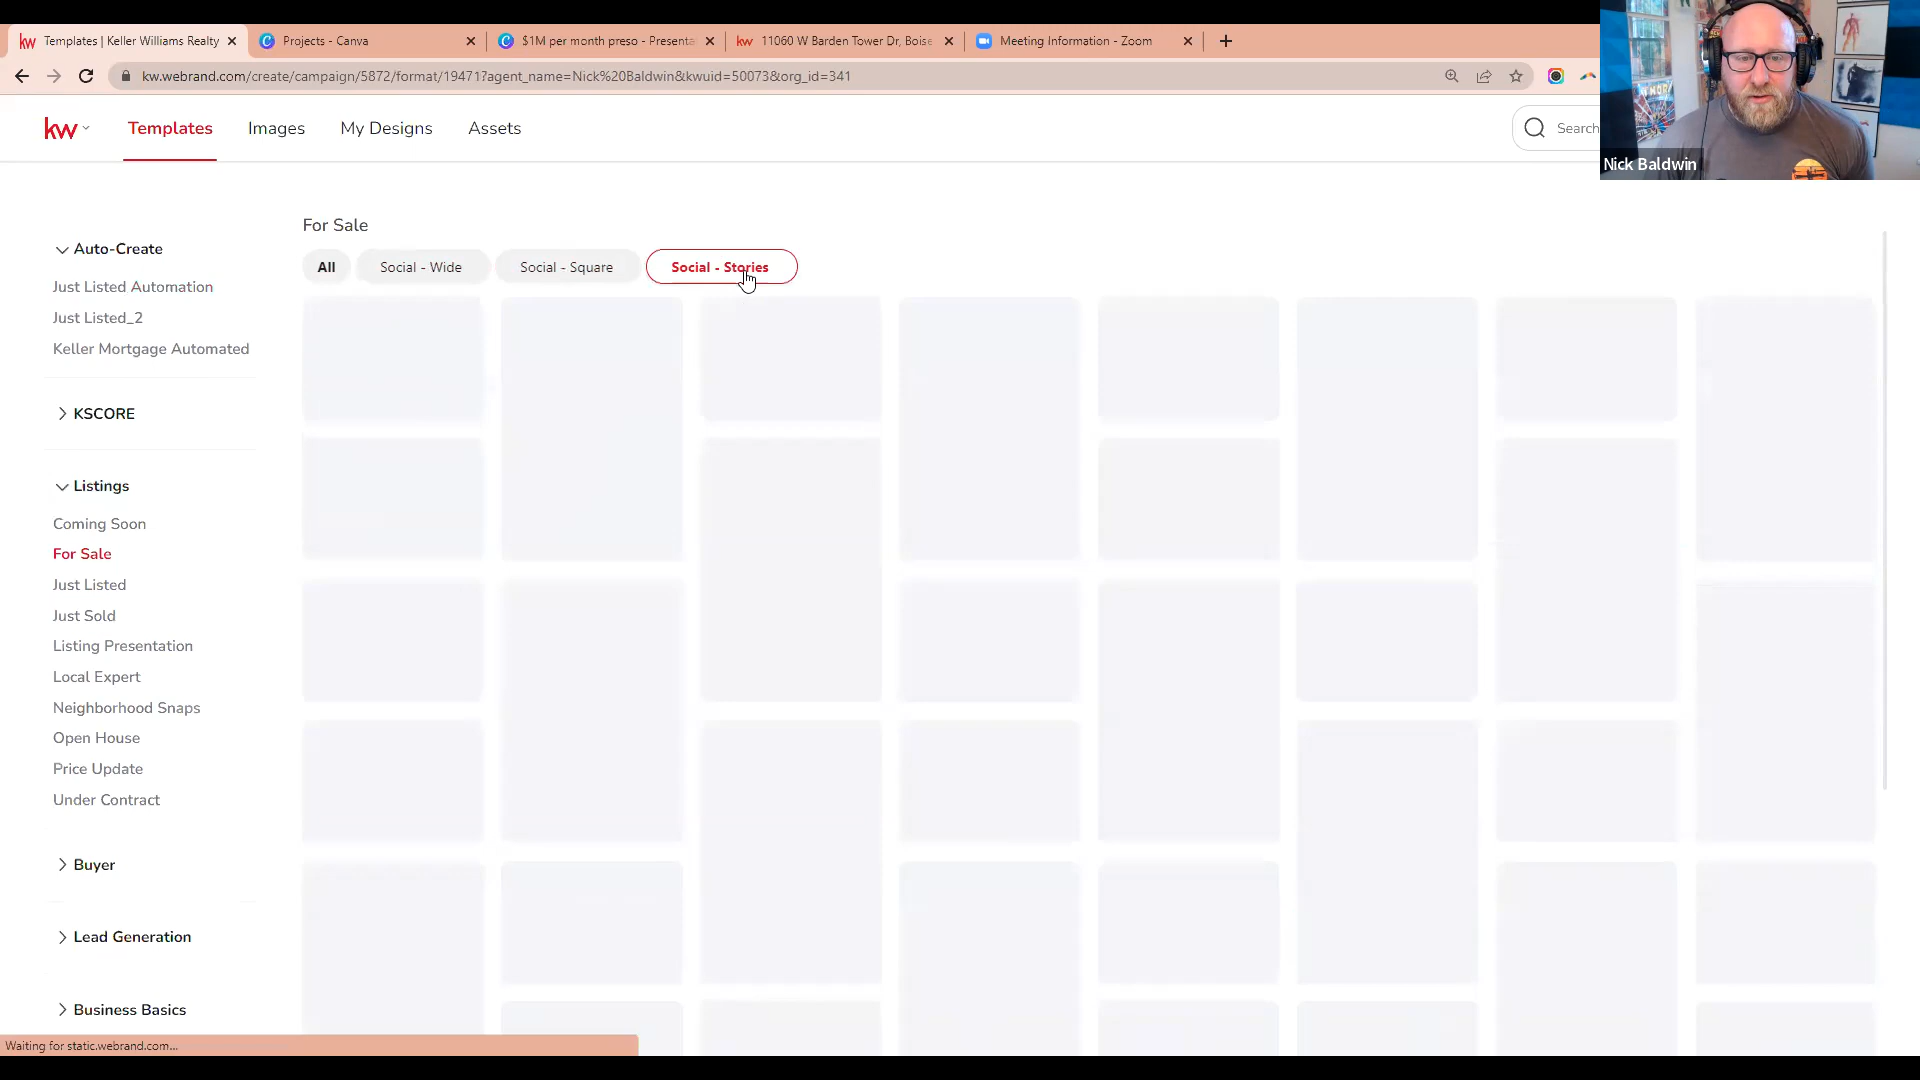 kw Templates | Keller Williams Realty
Projects - Canva
$1M per month preso - Presenta
kw 11060 W Barden Tower Dr, Boise
Meeting Information - Zoom
kw.webrand.com/create/campaign/5872/format/19471?agent_name=Nick%20Baldwin&kwuid=50073&org_id=341
kw Templates Images My Designs Assets
Search
Nick Baldwin
For Sale
All Social - Wide Social - Square Social - Stories
Auto-Create
Just Listed Automation
Just Listed_2
Keller Mortgage Automated
KSCORE
Listings
Coming Soon
For Sale
Just Listed
Just Sold
Listing Presentation
Local Expert
Neighborhood Snaps
Open House
Price Update
Under Contract
Buyer
Lead Generation
Business Basics
Waiting for static.webrand.com...